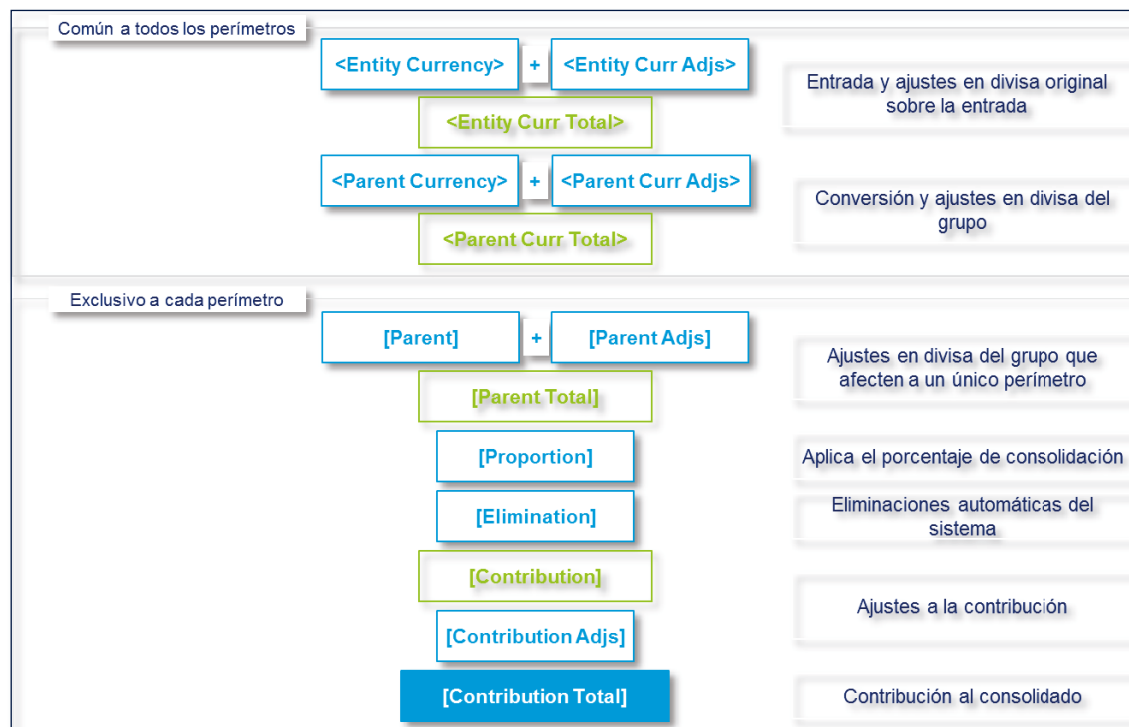 Común a todos los perímetros
<Entity Currency> + <Entity Curr Adjs>
Entrada y ajustes en divisa original
sobre la entrada
<Entity Curr Total>
<Parent Currency> + <Parent Curr Adjs>
Conversión y ajustes en divisa del
grupo
<Parent Curr Total>
Exclusivo a cada perímetro
[Parent] + [Parent Adjs]
Ajustes en divisa del grupo que
afecten a un único perímetro
[Parent Total]
[Proportion]
Aplica el porcentaje de consolidación
[Elimination]
Eliminaciones automáticas del
sistema
[Contribution]
Ajustes a la contribución
[Contribution Adjs]
[Contribution Total]
Contribución al consolidado